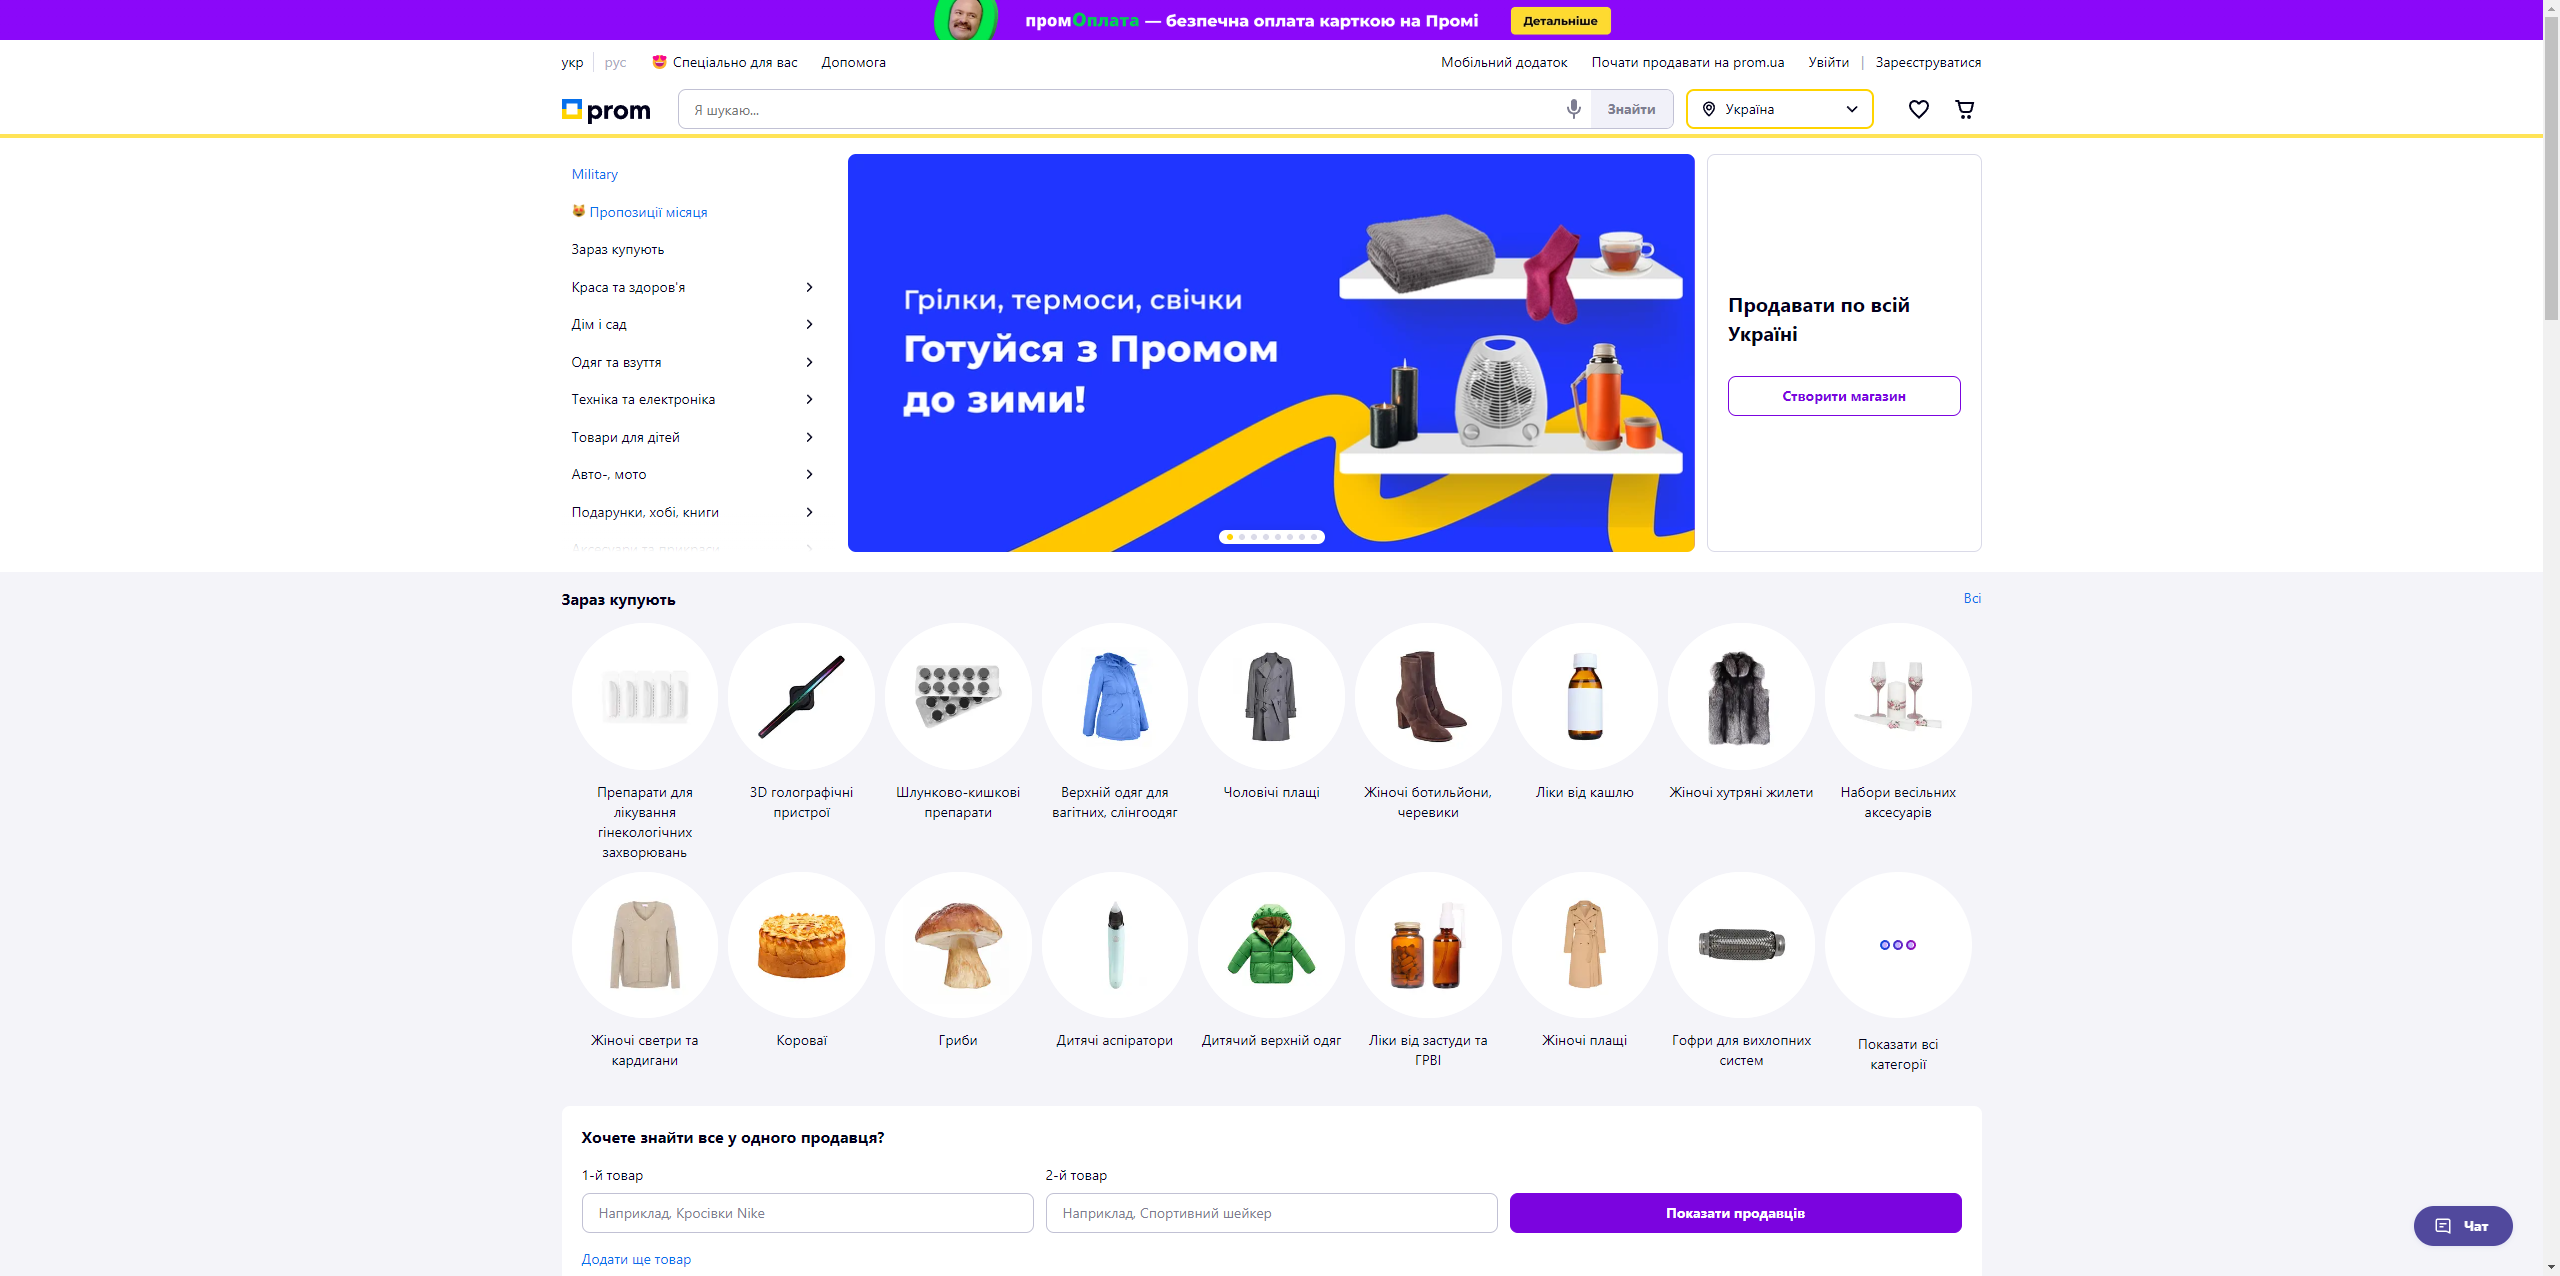 промОплата — безпечна оплата карткою на Промі
Детальніше
укр
рус
Спеціально для вас
Допомога
Мобільний додаток
Почати продавати на prom.ua
Увійти | Зареєструватися
prom
Я шукаю...
Знайти
Україна
Military
Пропозиції місяця
Зараз купують
Краса та здоров'я
Дім і сад
Одяг та взуття
Техніка та електроніка
Товари для дітей
Авто-, мото
Подарунки, хобі, книги
Аксесуари та прикраси
Грілки, термоси, свічки
Готуйся з Промом
до зими!
Продавати по всій
Україні
Створити магазин
Зараз купують
Всі
Препарати для
лікування
гінекологічних
захворювань
3D голографічні
пристрої
Шлунково-кишкові
препарати
Верхній одяг для
вагітних, слінгоодяг
Чоловічі плащі
Жіночі ботильйони,
черевики
Ліки від кашлю
Жіночі хутряні жилети
Набори весільних
аксесуарів
Жіночі светри та
кардигани
Короваї
Гриби
Дитячі аспіратори
Дитячий верхній одяг
Ліки від застуди та
ГРВІ
Жіночі плащі
Гофри для вихлопних
систем
Показати всі
категорії
Хочете знайти все у одного продавця?
1-й товар
2-й товар
Наприклад, Кросівки Nike
Наприклад, Спортивний шейкер
Показати продавців
Додати ще товар
Чат